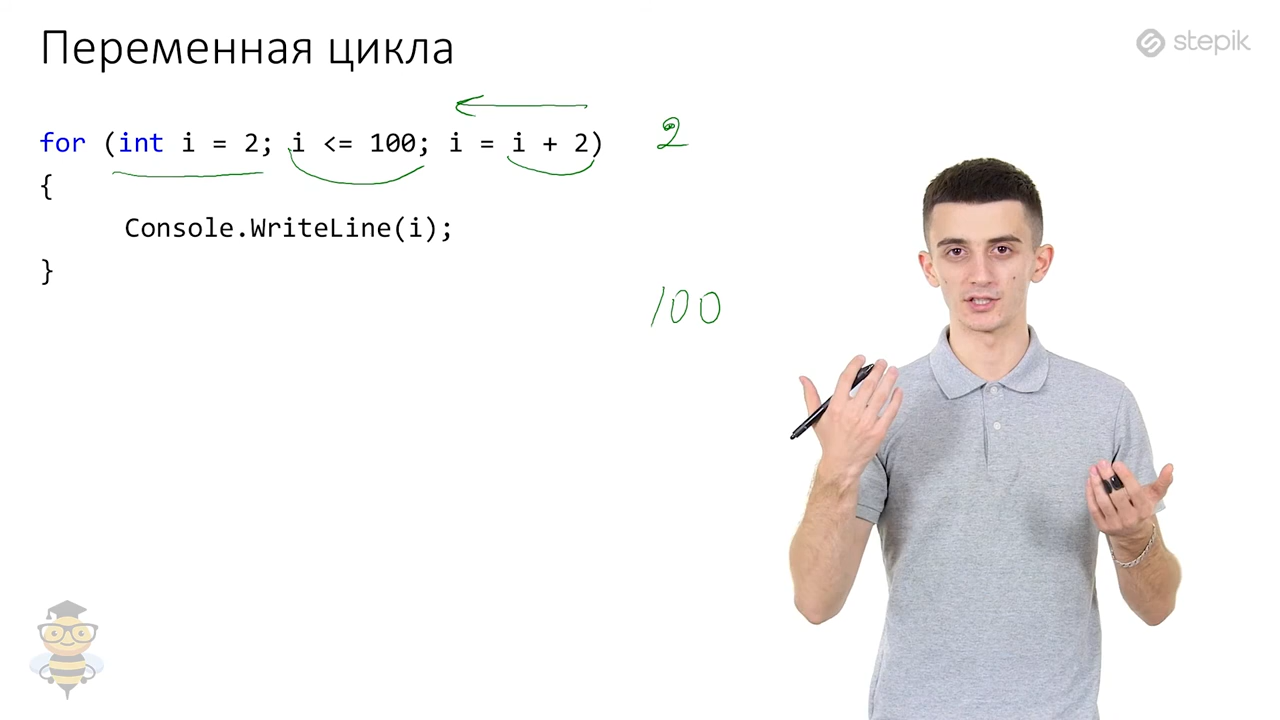 Переменная цикла
stepik
for (int i = 2; i <= 100; i = i + 2)
2
{
Console.WriteLine(i);
}
100